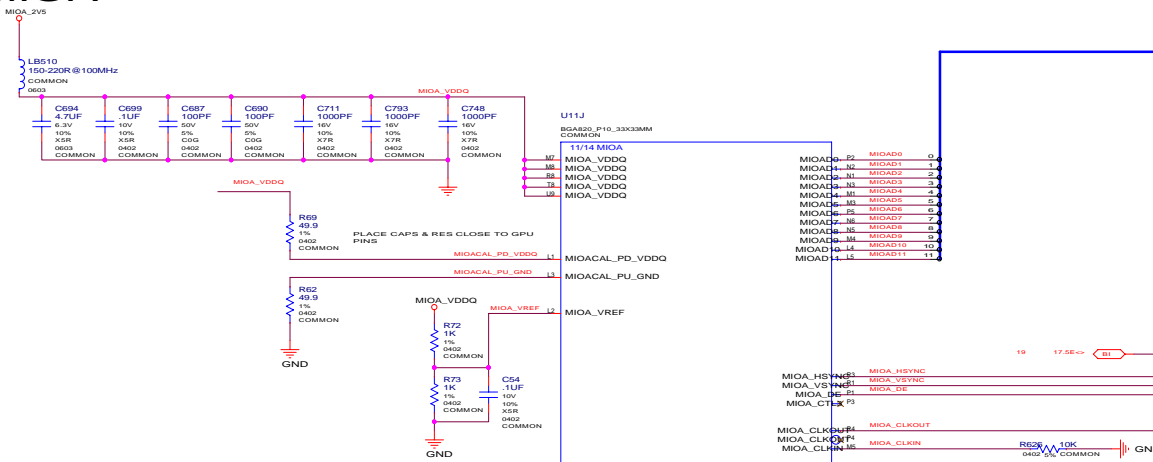 MIOA_2V5
LB510
150-220R@100MHz
COMMON
0603
MIOA_VDDQ
C694
4.7UF
6.3V
10%
X5R
0603
COMMON
C699
.1UF
10V
10%
X5R
0402
COMMON
C687
100PF
50V
5%
C0G
0402
COMMON
C690
100PF
50V
5%
C0G
0402
COMMON
C711
1000PF
16V
10%
X7R
0402
COMMON
C793
1000PF
16V
10%
X7R
0402
COMMON
C748
1000PF
16V
10%
X7R
0402
COMMON
U11J
BGA820_P10_33X33MM
COMMON
11/14 MIOA
M7 MIOA_VDDQ
M8 MIOA_VDDQ
R8 MIOA_VDDQ
T8 MIOA_VDDQ
U9 MIOA_VDDQ
MIOAD0 P2 MIOAD0 0
MIOAD1 N2 MIOAD1 1
MIOAD2 N1 MIOAD2 2
MIOAD3 N3 MIOAD3 3
MIOAD4 M1 MIOAD4 4
MIOAD5 M3 MIOAD5 5
MIOAD6 P5 MIOAD6 6
MIOAD7 N6 MIOAD7 7
MIOAD8 N5 MIOAD8 8
MIOAD9 M4 MIOAD9 9
MIOAD10 L4 MIOAD10 10
MIOAD11 L5 MIOAD11 11
MIOA_VDDQ
R69
49.9
1%
0402
COMMON
PLACE CAPS & RES CLOSE TO GPU
PINS
MIOACAL_PD_VDDQ L1 MIOACAL_PD_VDDQ
MIOACAL_PU_GND L3 MIOACAL_PU_GND
R62
49.9
1%
0402
COMMON
GND
MIOA_VDDQ
MIOA_VREF L2 MIOA_VREF
R72
1K
1%
0402
COMMON
R73
1K
1%
0402
COMMON
C54
.1UF
10V
10%
X5R
0402
COMMON
GND
19 17.5E<> BI
MIOA_HSYNC R3 MIOA_HSYNC
MIOA_VSYNC R1 MIOA_VSYNC
MIOA_DE P1 MIOA_DE
MIOA_CTL3 P3
MIOA_CLKOUT R4 MIOA_CLKOUT
MIOA_CLKOUT P4
MIOA_CLKIN M5 MIOA_CLKIN
10K
0402 5% COMMON
GN